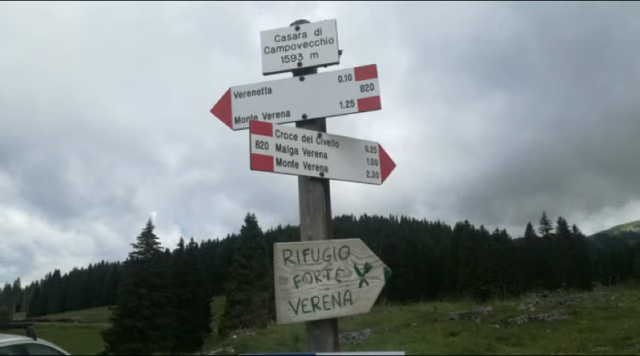 Casara di
Campovecchio
1593 m
Verenetta 0.10
820
Monte Verena 1.25
Croce del Civello 0.25
820 Malga Verena 1.00
Monte Verena 2.30
RIFUGIO
FORTE
VERENA